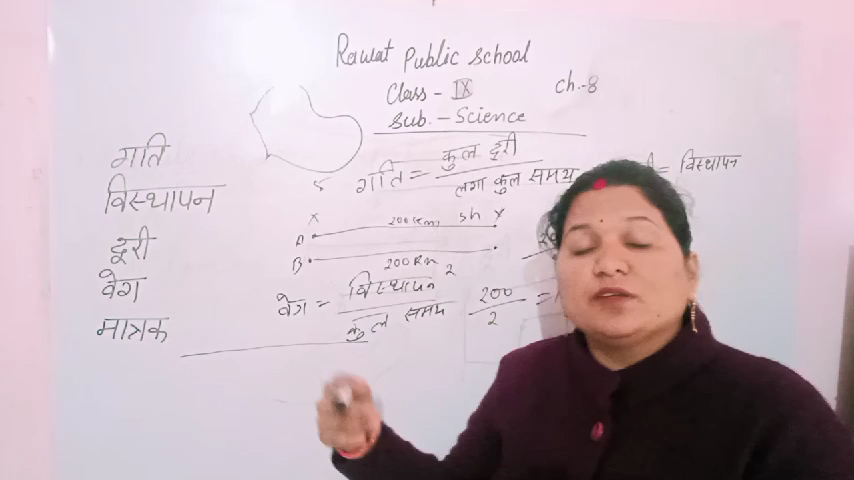 Rawat Public School
Class - IX
Ch.-8
Sub. - Science
गति
गति = कुल दूरी / लगा कुल समय
= विस्थापन
विस्थापन
X 200 km, 5h Y
A
दूरी
B 200 km 2
वेग
वेग = विस्थापन / कुल समय
200 / 2 =
मात्रक